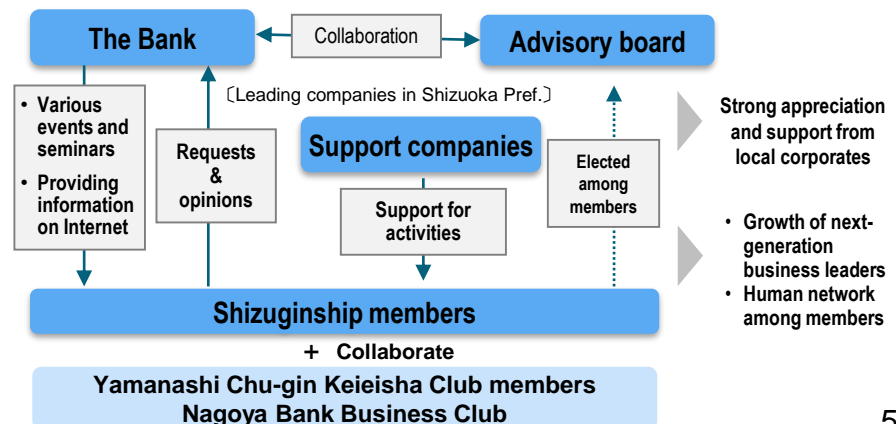 The Bank
Collaboration
Advisory board
• Various
events and
seminars
• Providing
information
on Internet
Requests
&
opinions
〔Leading companies in Shizuoka Pref.〕
Support companies
Support for
activities
Elected
among
members
Strong appreciation
and support from
local corporates
• Growth of next-
generation
business leaders
• Human network
among members
Shizuginship members
+ Collaborate
Yamanashi Chu-gin Keieisha Club members
Nagoya Bank Business Club
5